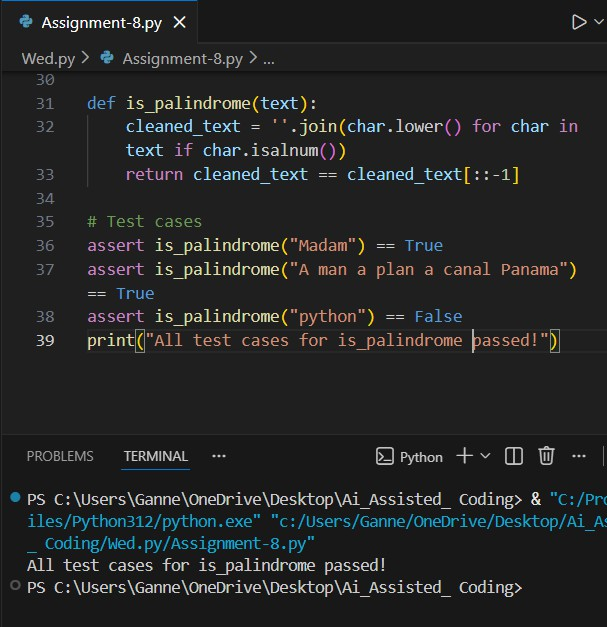 Assignment-8.py
Wed.py > Assignment-8.py > ...
30
31 def is_palindrome(text):
32     cleaned_text = ''.join(char.lower() for char in
    text if char.isalnum())
33     return cleaned_text == cleaned_text[::-1]
34
35 # Test cases
36 assert is_palindrome("Madam") == True
37 assert is_palindrome("A man a plan a canal Panama")
== True
38 assert is_palindrome("python") == False
39 print("All test cases for is_palindrome passed!")
PROBLEMS TERMINAL ... Python ...
PS C:\Users\Ganne\OneDrive\Desktop\Ai_Assisted_ Coding> & "C:/Pro
iles/Python312/python.exe" "c:/Users/Ganne/OneDrive/Desktop/Ai_As
_ Coding/Wed.py/Assignment-8.py"
All test cases for is_palindrome passed!
PS C:\Users\Ganne\OneDrive\Desktop\Ai_Assisted_ Coding>